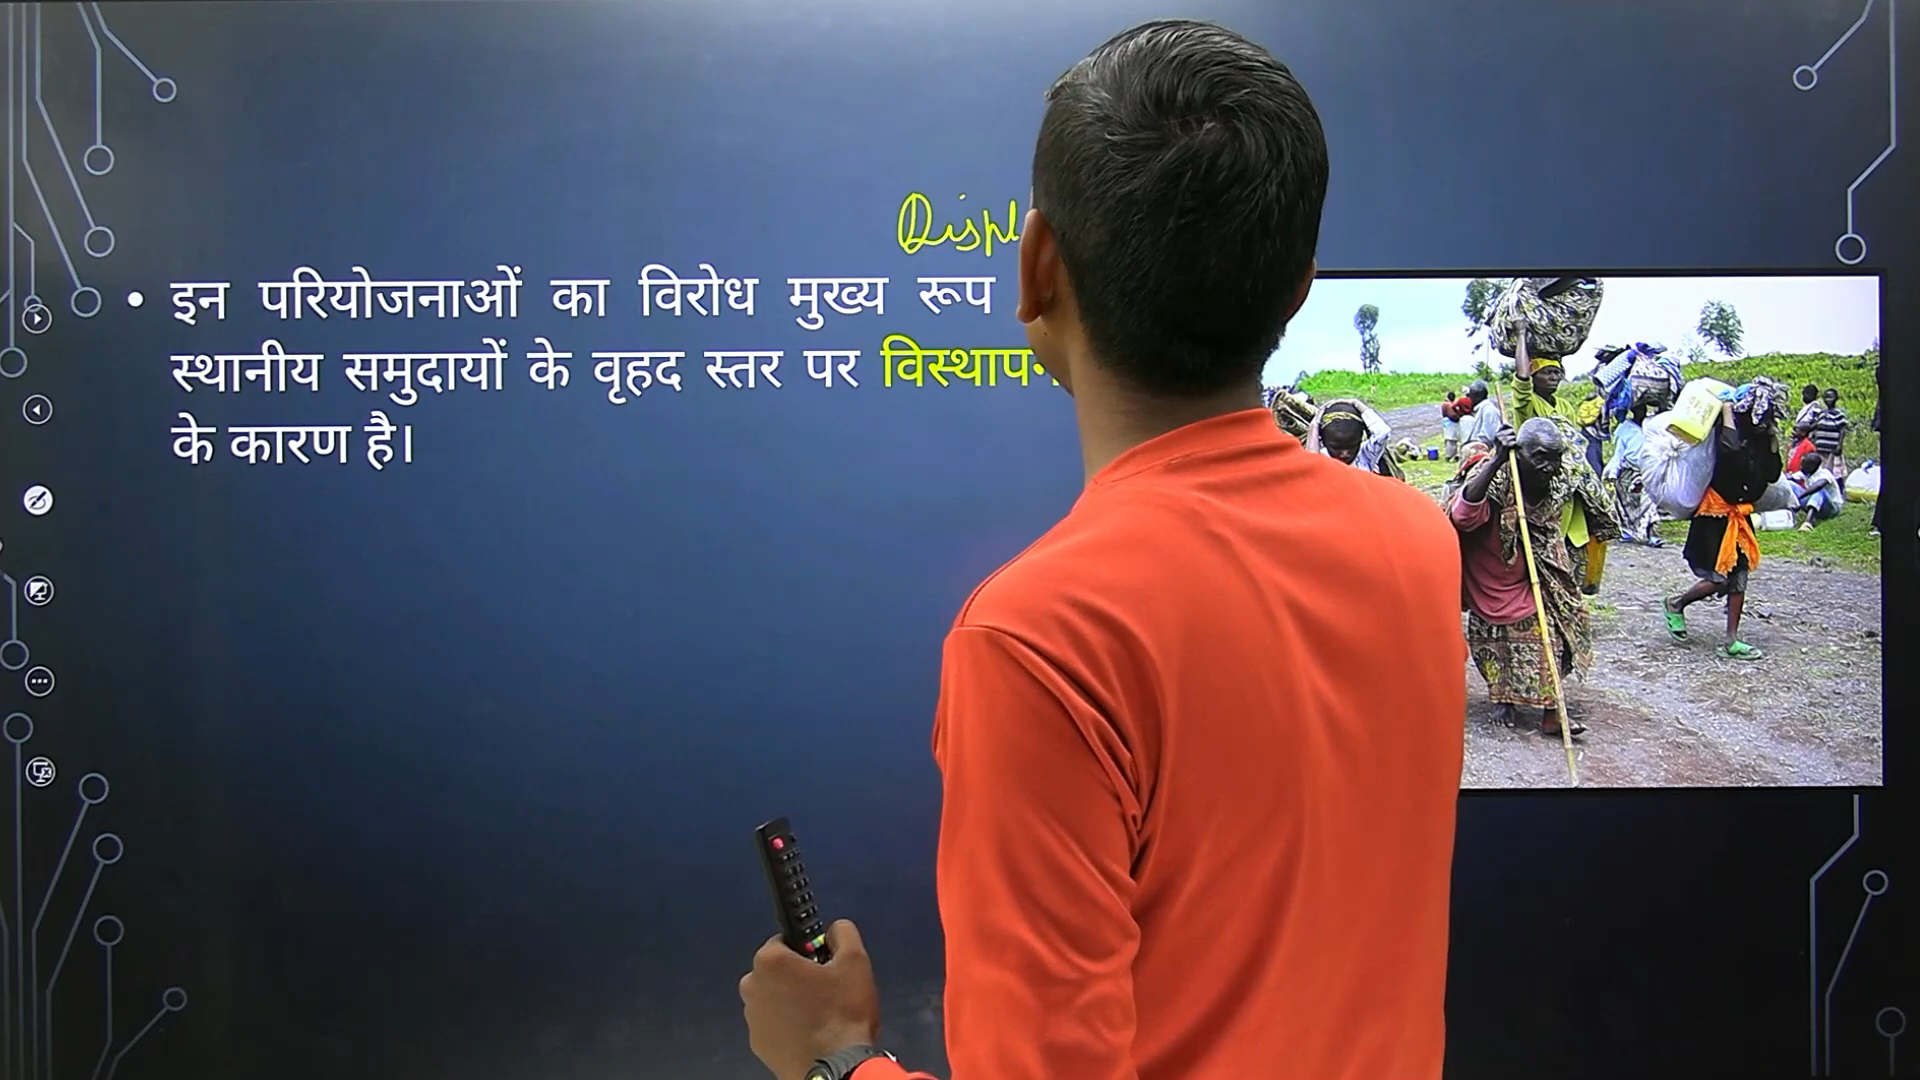 Displ
इन परियोजनाओं का विरोध मुख्य रूप
स्थानीय समुदायों के वृहद स्तर पर विस्थापन
के कारण है।